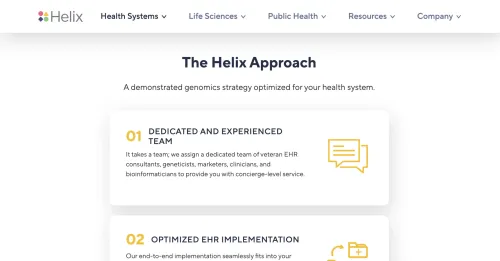 Helix Health Systems Life Sciences Public Health Resources Company
The Helix Approach
A demonstrated genomics strategy optimized for your health system.
01 DEDICATED AND EXPERIENCED
TEAM
It takes a team; we assign a dedicated team of veteran EHR
consultants, geneticists, marketers, clinicians, and
bioinformaticians to provide you with concierge-level service.
02 OPTIMIZED EHR IMPLEMENTATION
Our end-to-end implementation seamlessly fits into your